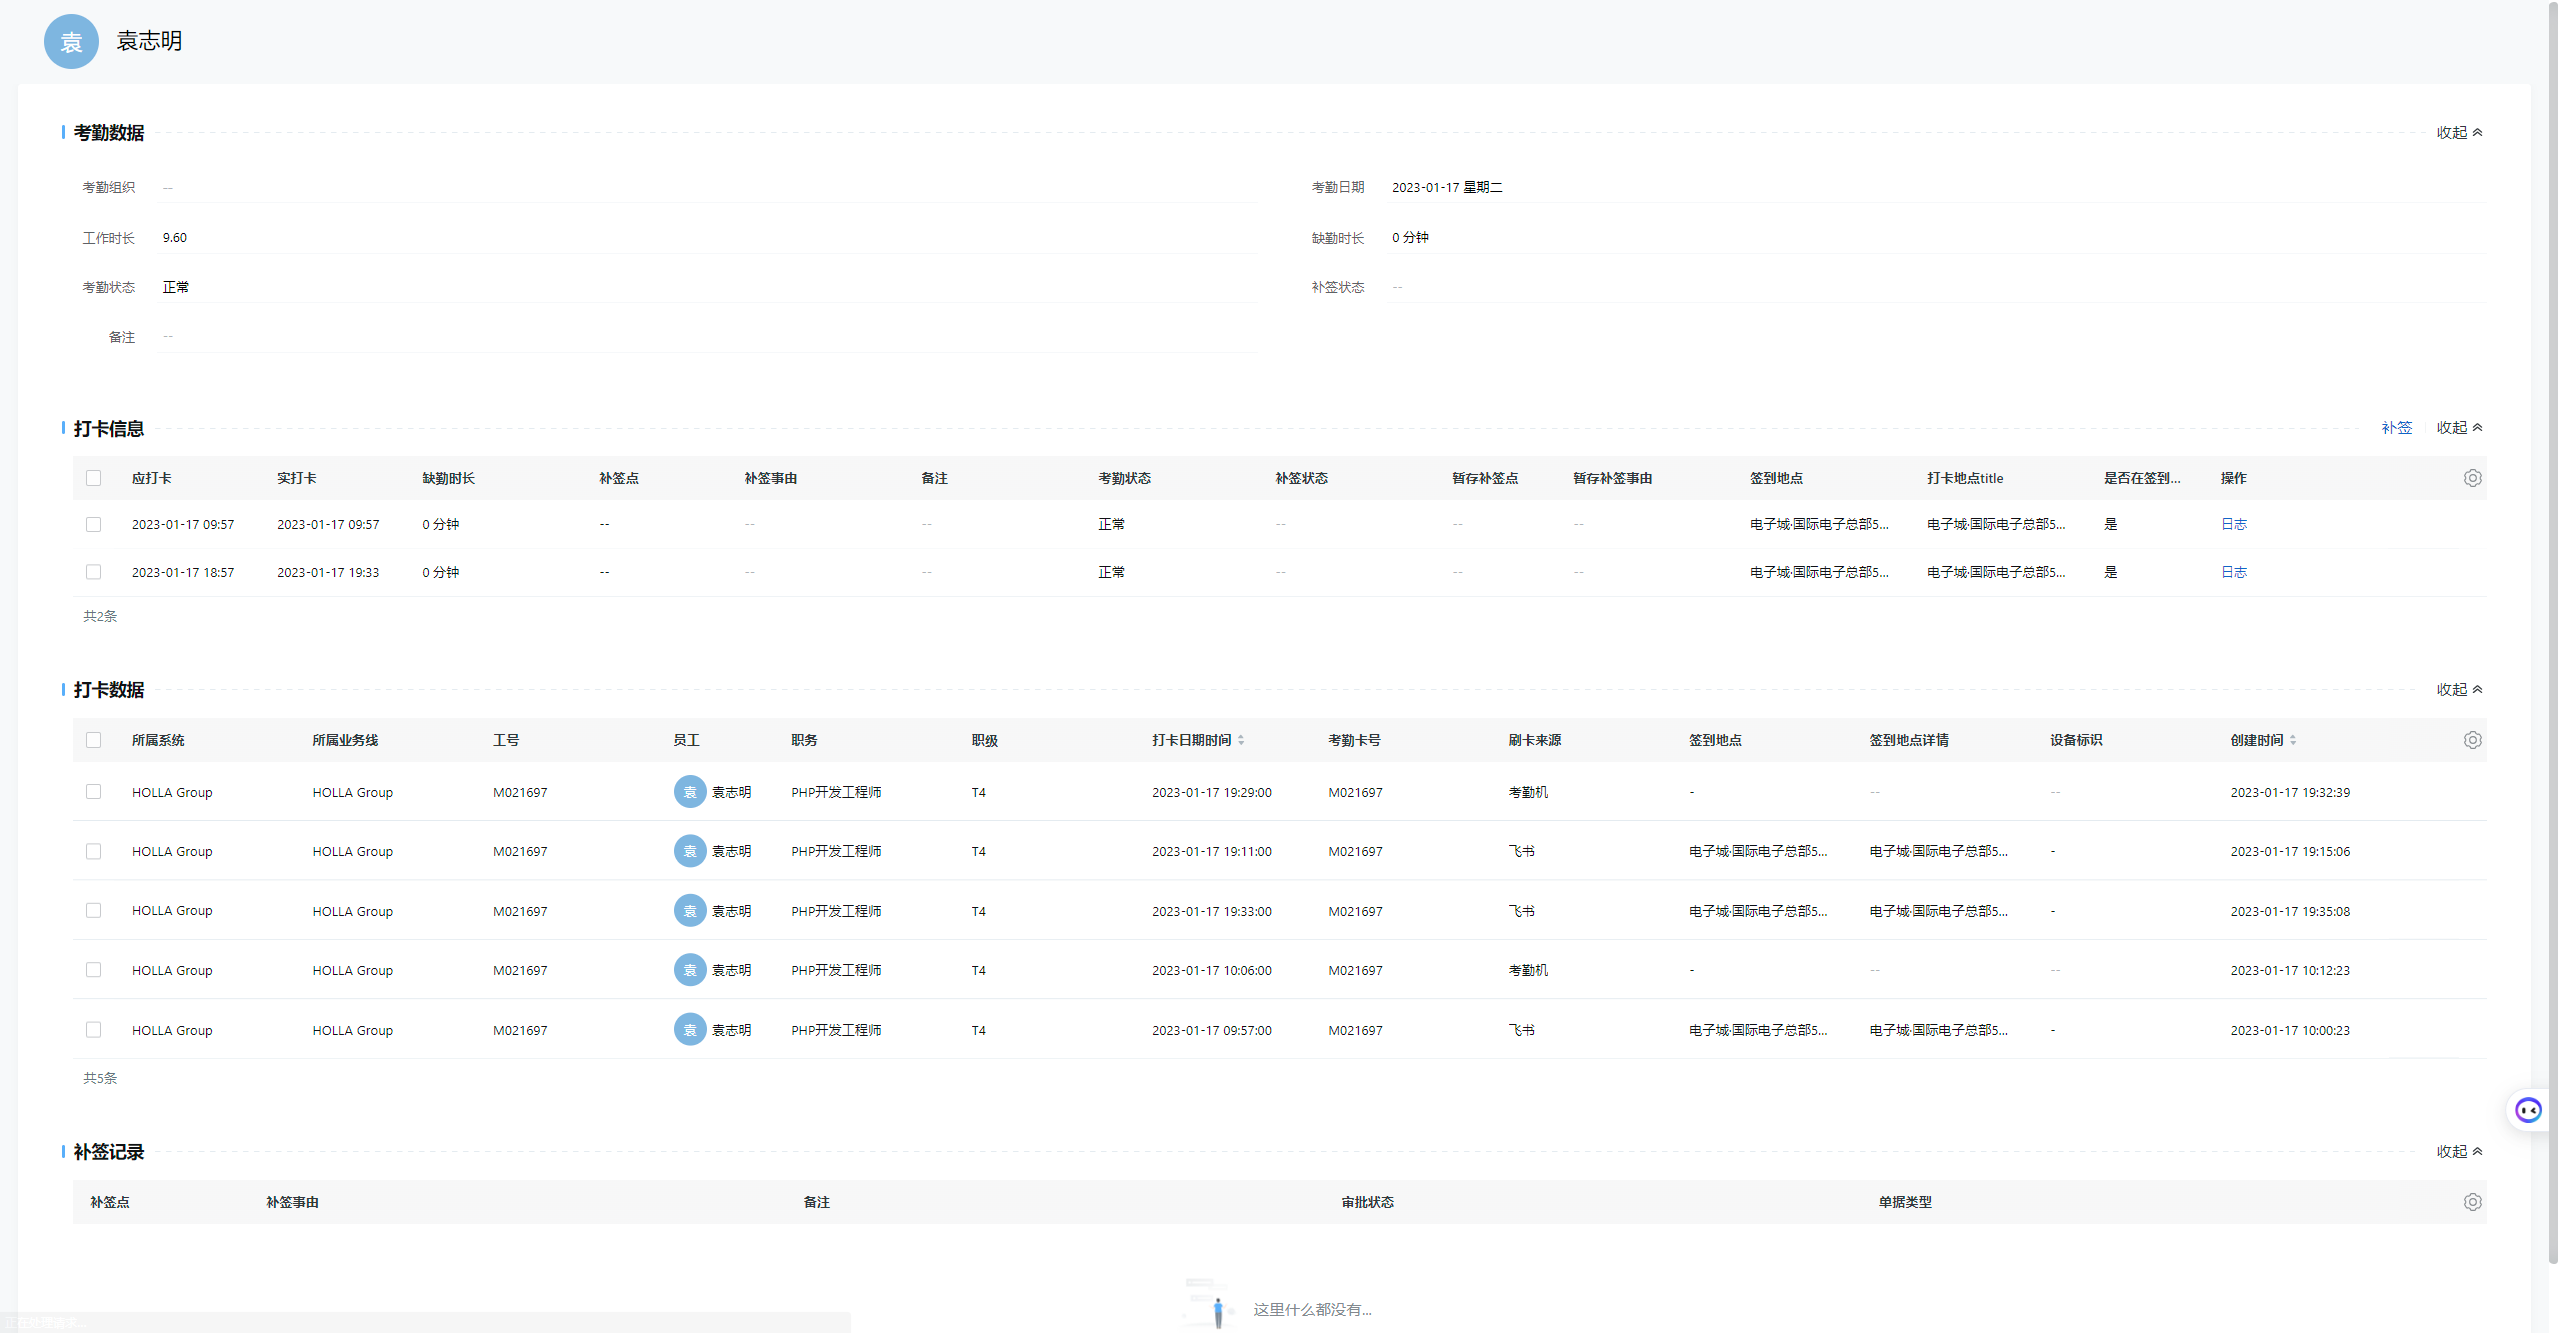 袁 袁志明
考勤数据 收起
考勤组织 -- 考勤日期 2023-01-17 星期二
工作时长 9.60 缺勤时长 0 分钟
考勤状态 正常 补签状态 --
备注 --
打卡信息 补签 收起
应打卡 实打卡 缺勤时长 补签点 补签事由 备注 考勤状态 补签状态 暂存补签点 暂存补签事由 签到地点 打卡地点title 是否在签到... 操作
2023-01-17 09:57 2023-01-17 09:57 0 分钟 -- -- -- 正常 -- -- -- 电子城·国际电子总部5... 电子城·国际电子总部5... 是 日志
2023-01-17 18:57 2023-01-17 19:33 0 分钟 -- -- -- 正常 -- -- -- 电子城·国际电子总部5... 电子城·国际电子总部5... 是 日志
共2条
打卡数据 收起
所属系统 所属业务线 工号 员工 职务 职级 打卡日期时间 考勤卡号 刷卡来源 签到地点 签到地点详情 设备标识 创建时间
HOLLA Group HOLLA Group M021697 袁 袁志明 PHP开发工程师 T4 2023-01-17 19:29:00 M021697 考勤机 - -- -- 2023-01-17 19:32:39
HOLLA Group HOLLA Group M021697 袁 袁志明 PHP开发工程师 T4 2023-01-17 19:11:00 M021697 飞书 电子城·国际电子总部5... 电子城·国际电子总部5... - 2023-01-17 19:15:06
HOLLA Group HOLLA Group M021697 袁 袁志明 PHP开发工程师 T4 2023-01-17 19:33:00 M021697 飞书 电子城·国际电子总部5... 电子城·国际电子总部5... - 2023-01-17 19:35:08
HOLLA Group HOLLA Group M021697 袁 袁志明 PHP开发工程师 T4 2023-01-17 10:06:00 M021697 考勤机 - -- -- 2023-01-17 10:12:23
HOLLA Group HOLLA Group M021697 袁 袁志明 PHP开发工程师 T4 2023-01-17 09:57:00 M021697 飞书 电子城·国际电子总部5... 电子城·国际电子总部5... - 2023-01-17 10:00:23
共5条
补签记录 收起
补签点 补签事由 备注 审批状态 单据类型
这里什么都没有...
正在处理请求...